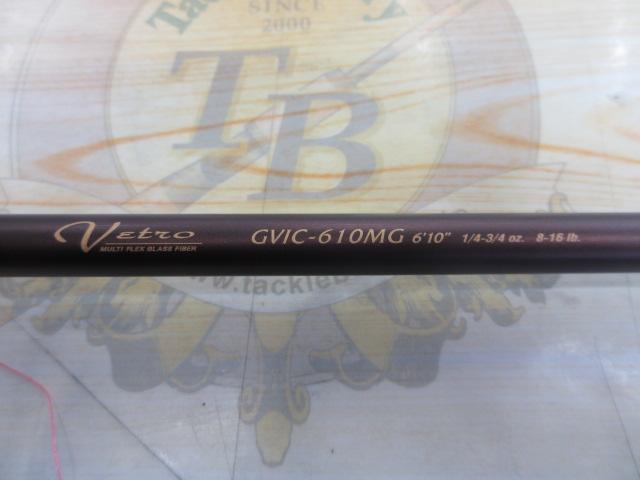 Tackle
SINCE
2000
TB
Vetro
MULTI FLEX GLASS FIBER
GVIC-610MG 6'10" 1/4-3/4 oz. 8-16 lb.
www.tackleb